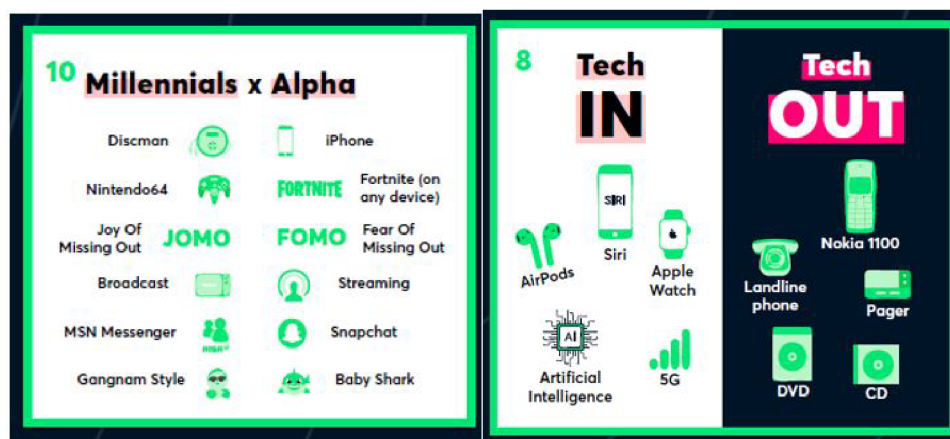 10
Millennials x Alpha
Discman
iPhone
Nintendo64
FORTNITE
Fortnite (on
any device)
Joy Of
Missing Out
JOMO
FOMO
Fear Of
Missing Out
Broadcast
Streaming
MSN Messenger
Snapchat
Gangnam Style
Baby Shark
8
Tech
IN
SIRI
Siri
AirPods
Apple
Watch
AI
Artificial
Intelligence
5G
Tech
OUT
Nokia 1100
Landline
phone
Pager
DVD
CD